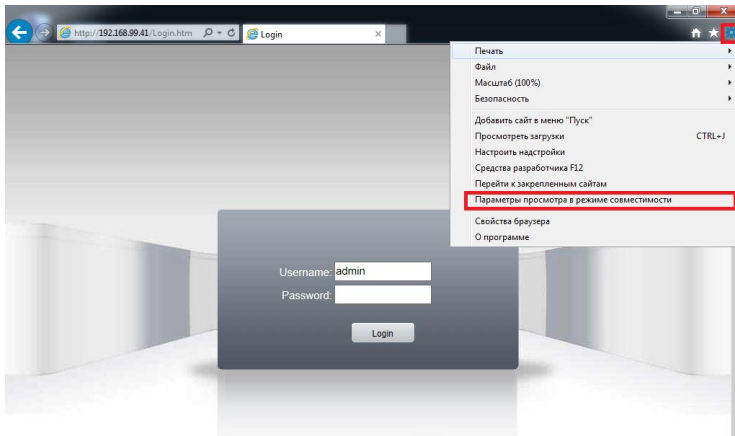 http://192.168.99.41/Login.htm
Login
Печать
Файл
Масштаб (100%)
Безопасность
Добавить сайт в меню "Пуск"
Просмотреть загрузки CTRL+J
Настроить надстройки
Средства разработчика F12
Перейти к закрепленным сайтам
Параметры просмотра в режиме совместимости
Свойства браузера
О программе
Username: admin
Password:
Login